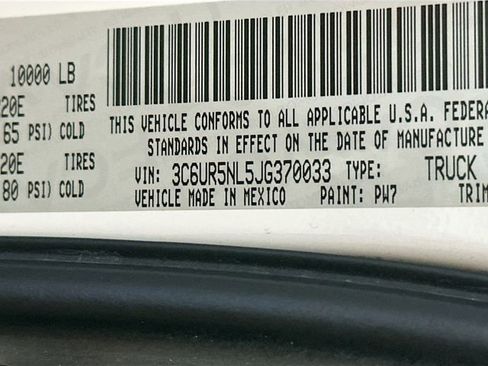 10000 LB
20E TIRES
65 PSI) COLD
20E TIRES
80 PSI) COLD
THIS VEHICLE CONFORMS TO ALL APPLICABLE U.S.A. FEDERA
STANDARDS IN EFFECT ON THE DATE OF MANUFACTURE
VIN: 3C6UR5NL5JG370033 TYPE: TRUCK
VEHICLE MADE IN MEXICO PAINT: PW7 TRIM